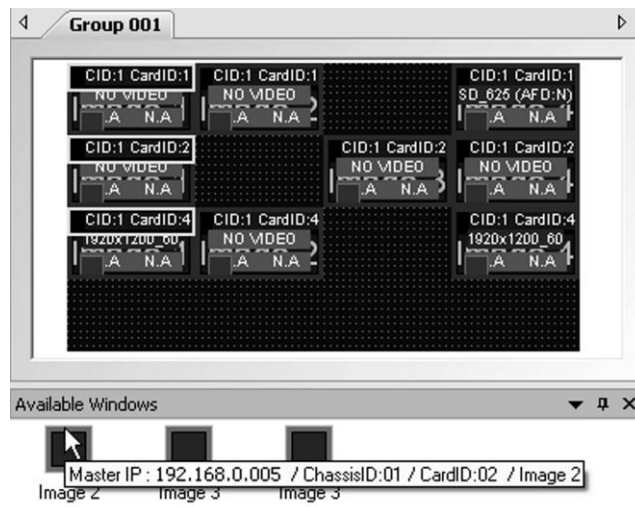 Group 001
CID:1 CardID:1 CID:1 CardID:1 CID:1 CardID:1
NO VIDEO NO VIDEO SD_625 (AFD:N)
.A N.A .A N.A .A N.A
CID:1 CardID:2 CID:1 CardID:2 CID:1 CardID:2
NO VIDEO NO VIDEO NO VIDEO
.A N.A .A N.A .A N.A
CID:1 CardID:4 CID:1 CardID:4 CID:1 CardID:4
1920x1200_60 NO VIDEO 1920x1200_60
.A N.A .A N.A .A N.A
Available Windows
Master IP : 192.168.0.005 / ChassisID:01 / CardID:02 / Image 2
Image 2 Image 3 Image 3